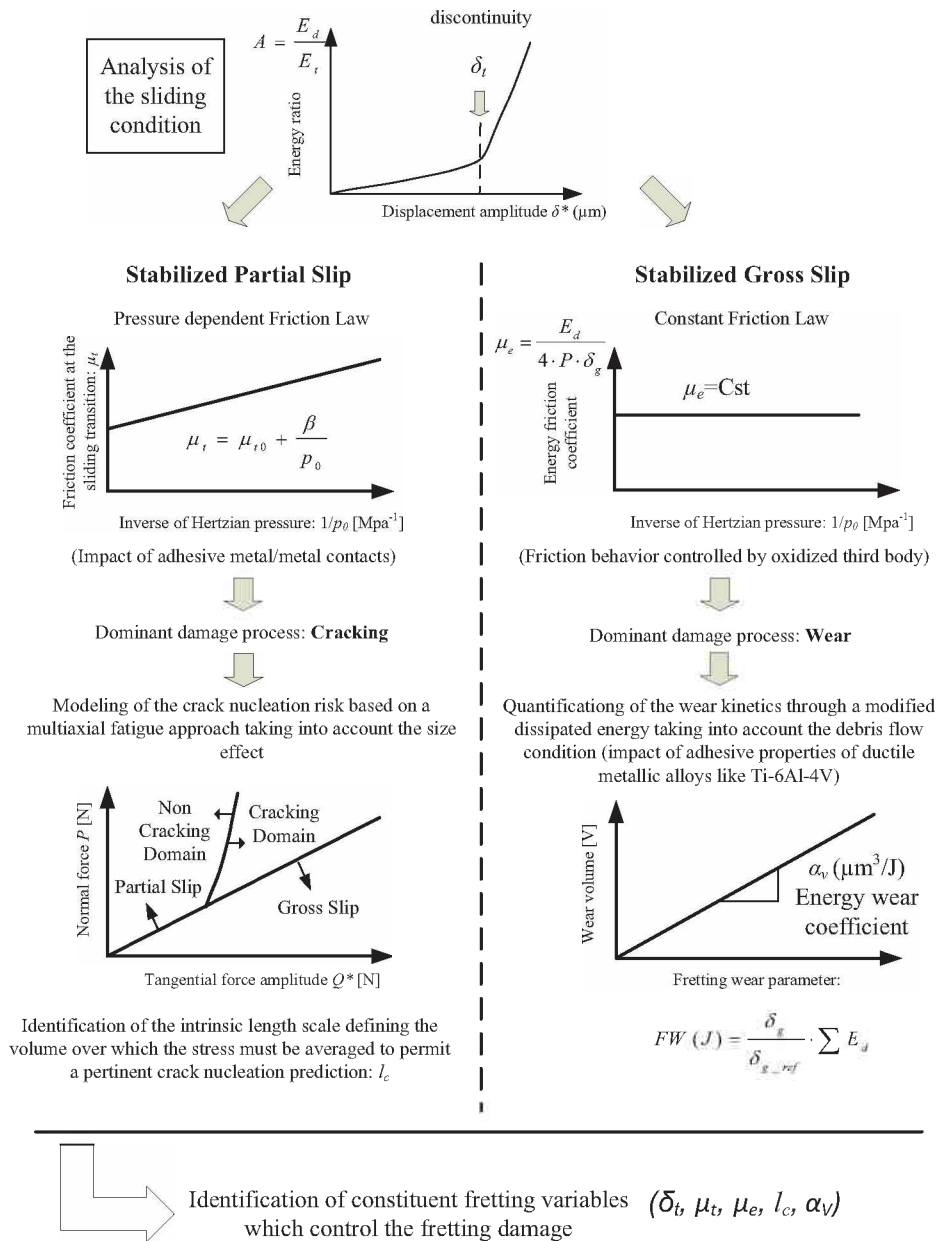 Analysis of
the sliding
condition
A = E_d / E_t
discontinuity
δ_t
Energy ratio
Displacement amplitude δ* (μm)
Stabilized Partial Slip
Pressure dependent Friction Law
Friction coefficient at the
sliding transition: μ_t
μ_t = μ_t0 + β / p_0
Inverse of Hertzian pressure: 1/p_0 [Mpa^-1]
(Impact of adhesive metal/metal contacts)
Dominant damage process: Cracking
Modeling of the crack nucleation risk based on a
multiaxial fatigue approach taking into account the size
effect
Normal force P [N]
Non
Cracking
Domain
Cracking
Domain
Partial Slip
Gross Slip
Tangential force amplitude Q* [N]
Identification of the intrinsic length scale defining the
volume over which the stress must be averaged to permit
a pertinent crack nucleation prediction: l_c
Stabilized Gross Slip
Constant Friction Law
μ_e = E_d / 4·P·δ_g
μ_e=Cst
Energy friction
coefficient
Inverse of Hertzian pressure: 1/p_0 [Mpa^-1]
(Friction behavior controlled by oxidized third body)
Dominant damage process: Wear
Quantificationg of the wear kinetics through a modified
dissipated energy taking into account the debris flow
condition (impact of adhesive properties of ductile
metallic alloys like Ti-6Al-4V)
Wear volume [V]
α_v (μm³/J)
Energy wear
coefficient
Fretting wear parameter:
FW (J) = δ_g / δ_g_ref · ∑ E_d
Identification of constituent fretting variables
which control the fretting damage
(δ_t, μ_t, μ_e, l_c, α_V)